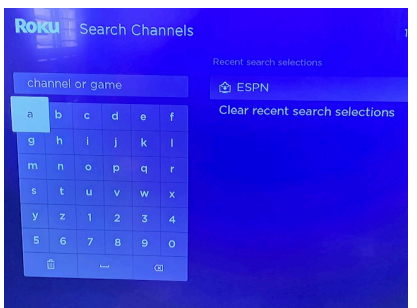 Roku Search Channels
Recent search selections
channel or game
ESPN
Clear recent search selections
a b c d e f
g h i j k l
m n o p q r
s t u v w x
y z 1 2 3 4
5 6 7 8 9 0